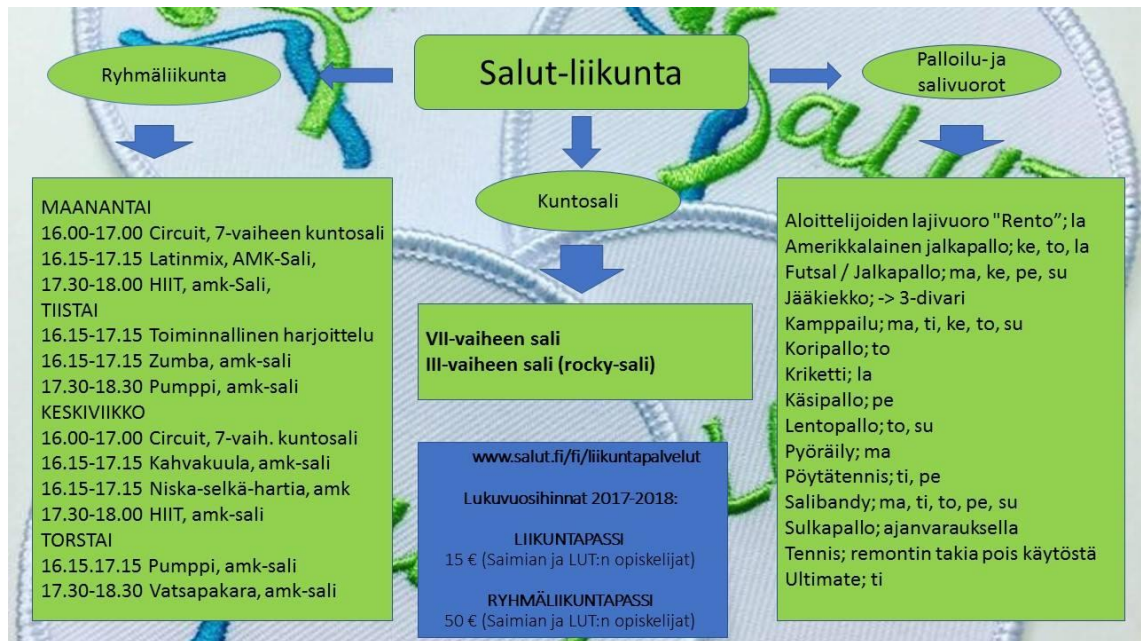 Salut-liikunta
Ryhmäliikunta
MAANANTAI
16.00-17.00 Circuit, 7-vaiheen kuntosali
16.15-17.15 Latinmix, AMK-Sali,
17.30-18.00 HIIT, amk-Sali,
TIISTAI
16.15-17.15 Toiminnallinen harjoittelu
16.15-17.15 Zumba, amk-sali
17.30-18.30 Pumppi, amk-sali
KESKIVIIKKO
16.00-17.00 Circuit, 7-vaih. kuntosali
16.15-17.15 Kahvakuula, amk-sali
16.15-17.15 Niska-selkä-hartia, amk
17.30-18.00 HIIT, amk-sali
TORSTAI
16.15.17.15 Pumppi, amk-sali
17.30-18.30 Vatsapakara, amk-sali
Kuntosali
VII-vaiheen sali
III-vaiheen sali (rocky-sali)
www.salut.fi/fi/liikuntapalvelut
Lukuvuosihinnat 2017-2018:
LIIKUNTAPASSI
15 € (Saimian ja LUT:n opiskelijat)
RYHMÄLIIKUNTAPASSI
50 € (Saimian ja LUT:n opiskelijat)
Palloilu- ja
salivuorot
Aloittelijoiden lajivuoro "Rento”; la
Amerikkalainen jalkapallo; ke, to, la
Futsal / Jalkapallo; ma, ke, pe, su
Jääkiekko; -> 3-divari
Kamppailu; ma, ti, ke, to, su
Koripallo; to
Kriketti; la
Käsipallo; pe
Lentopallo; to, su
Pyöräily; ma
Pöytätennis; ti, pe
Salibandy; ma, ti, to, pe, su
Sulkapallo; ajanvarauksella
Tennis; remontin takia pois käytöstä
Ultimate; ti